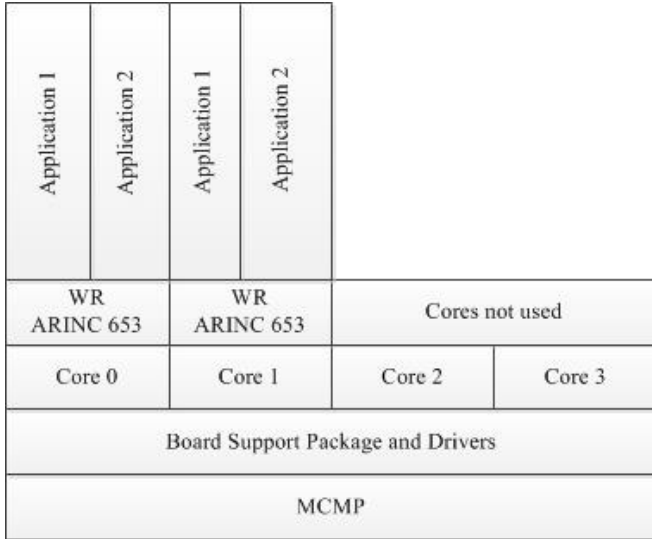 Application 1
Application 2
Application 1
Application 2
WR
ARINC 653
WR
ARINC 653
Cores not used
Core 0
Core 1
Core 2
Core 3
Board Support Package and Drivers
MCMP